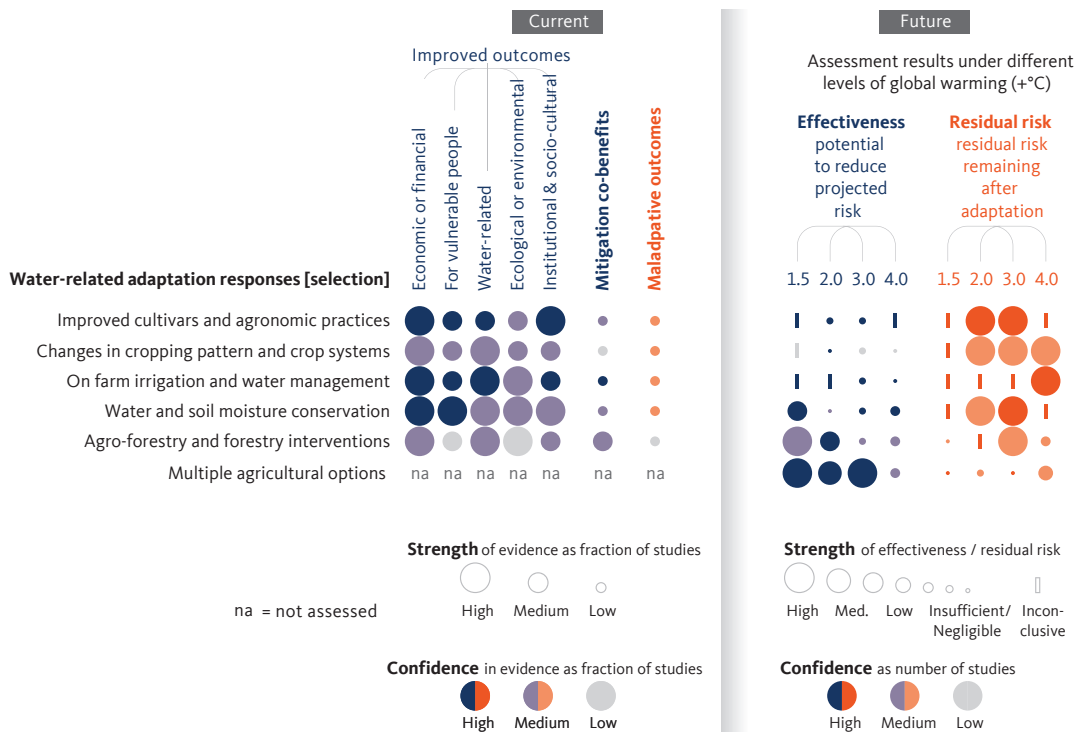 Current
Future
Improved outcomes
Assessment results under different
levels of global warming (+°C)
Economic or financial
For vulnerable people
Water-related
Ecological or environmental
Institutional & socio-cultural
Mitigation co-benefits
Maladpative outcomes
Effectiveness
potential
to reduce
projected
risk
Residual risk
residual risk
remaining
after
adaptation
Water-related adaptation responses [selection]
1.5 2.0 3.0 4.0 1.5 2.0 3.0 4.0
Improved cultivars and agronomic practices
Changes in cropping pattern and crop systems
On farm irrigation and water management
Water and soil moisture conservation
Agro-forestry and forestry interventions
Multiple agricultural options na na na na na na na
Strength of evidence as fraction of studies
High Medium Low
na = not assessed
Confidence in evidence as fraction of studies
High Medium Low
Strength of effectiveness / residual risk
High Med. Low Insufficient/ Incon-
Negligible clusive
Confidence as number of studies
High Medium Low